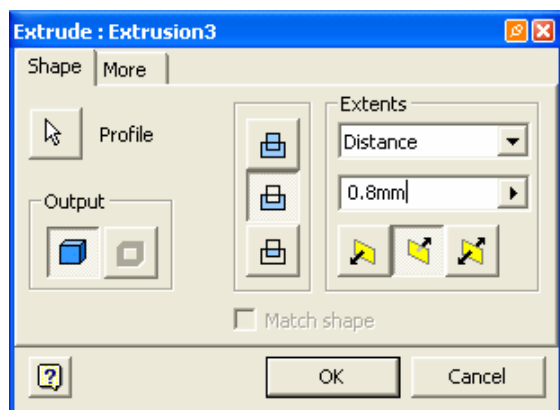 Extrude : Extrusion3
Shape More
Profile
Output
Extents
Distance
0.8mm
Match shape
?
OK Cancel